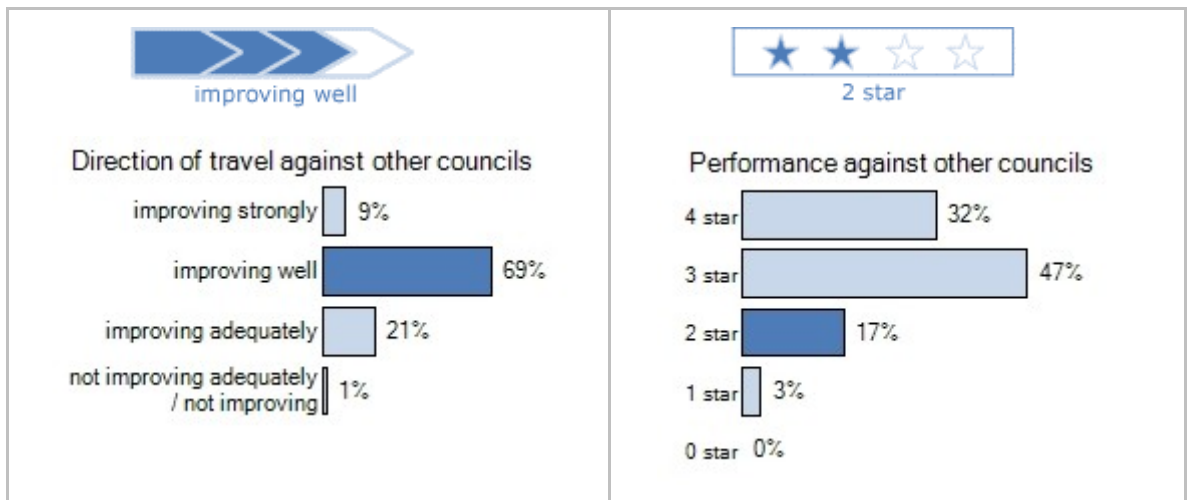 improving well
Direction of travel against other councils
improving strongly 9%
improving well 69%
improving adequately 21%
not improving adequately
/ not improving 1%
2 star
Performance against other councils
4 star 32%
3 star 47%
2 star 17%
1 star 3%
0 star 0%